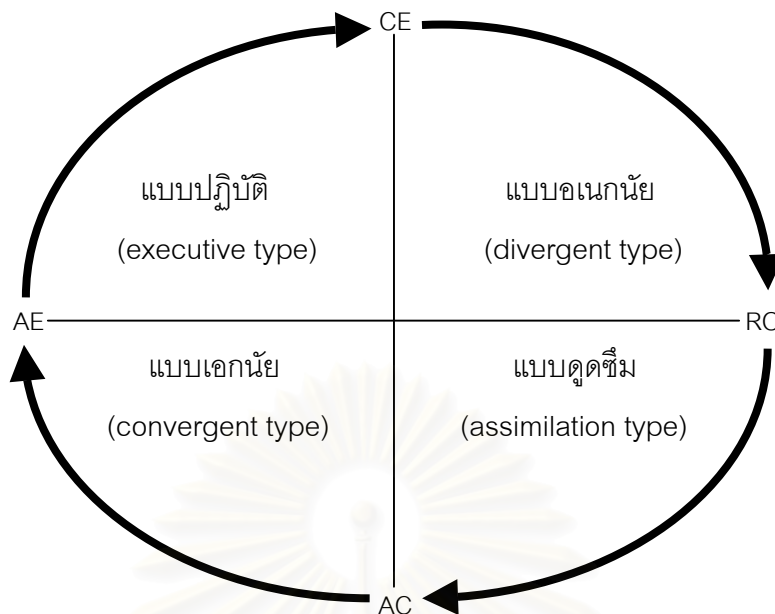 CE
แบบปฏิบัติ
(executive type)
แบบอเนกนัย
(divergent type)
AE
RO
แบบเอกนัย
(convergent type)
แบบดูดซึม
(assimilation type)
AC